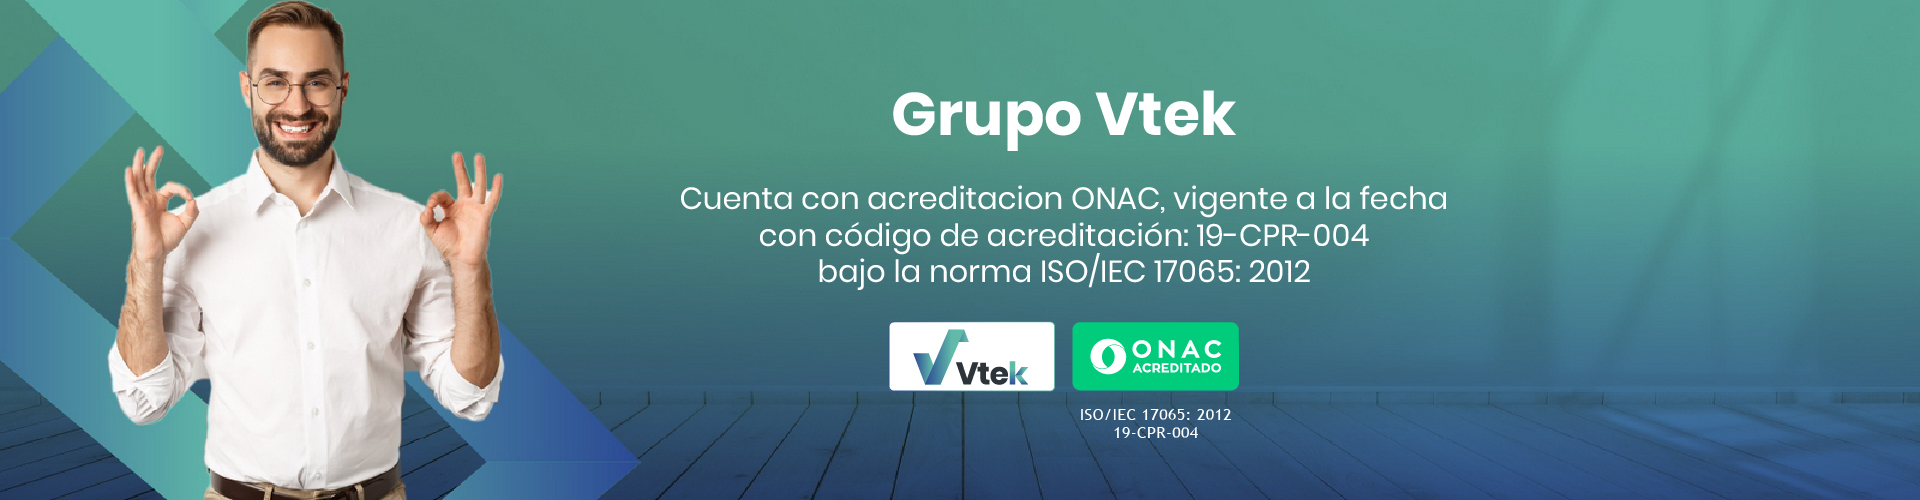 Grupo Vtek
Cuenta con acreditacion ONAC, vigente a la fecha
con código de acreditación: 19-CPR-004
bajo la norma ISO/IEC 17065: 2012
Vtek
ONAC
ACREDITADO
ISO/IEC 17065: 2012
19-CPR-004